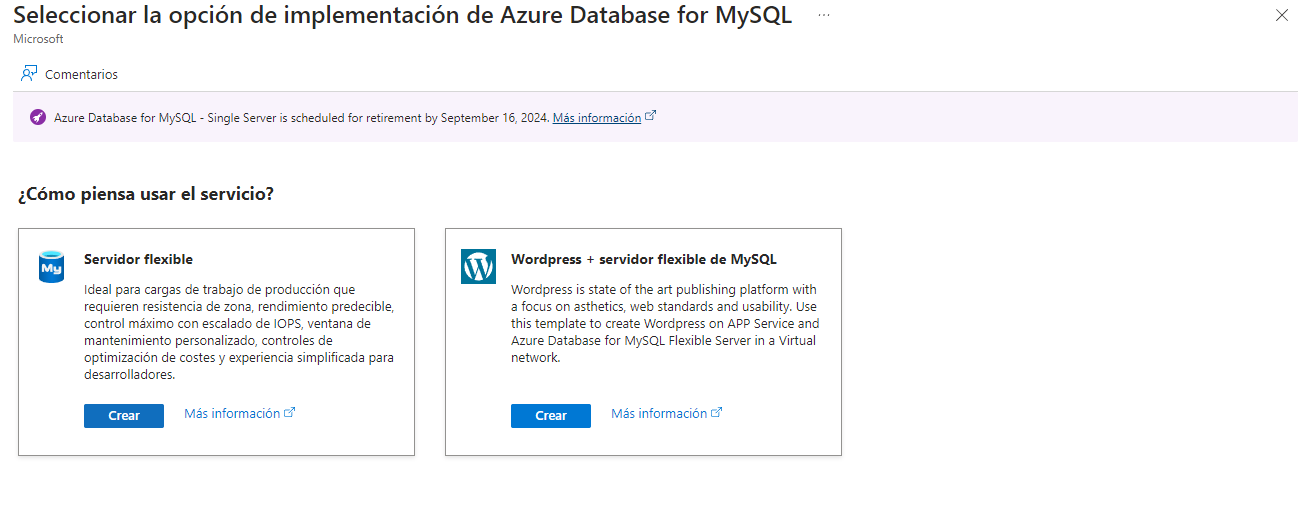 Seleccionar la opción de implementación de Azure Database for MySQL ...
Microsoft
Comentarios
Azure Database for MySQL - Single Server is scheduled for retirement by September 16, 2024. Más información
¿Cómo piensa usar el servicio?
My
Servidor flexible
Ideal para cargas de trabajo de producción que
requieren resistencia de zona, rendimiento predecible,
control máximo con escalado de IOPS, ventana de
mantenimiento personalizado, controles de
optimización de costes y experiencia simplificada para
desarrolladores.
Crear
Más información
Wordpress + servidor flexible de MySQL
Wordpress is state of the art publishing platform with
a focus on asthetics, web standards and usability. Use
this template to create Wordpress on APP Service and
Azure Database for MySQL Flexible Server in a Virtual
network.
Crear
Más información